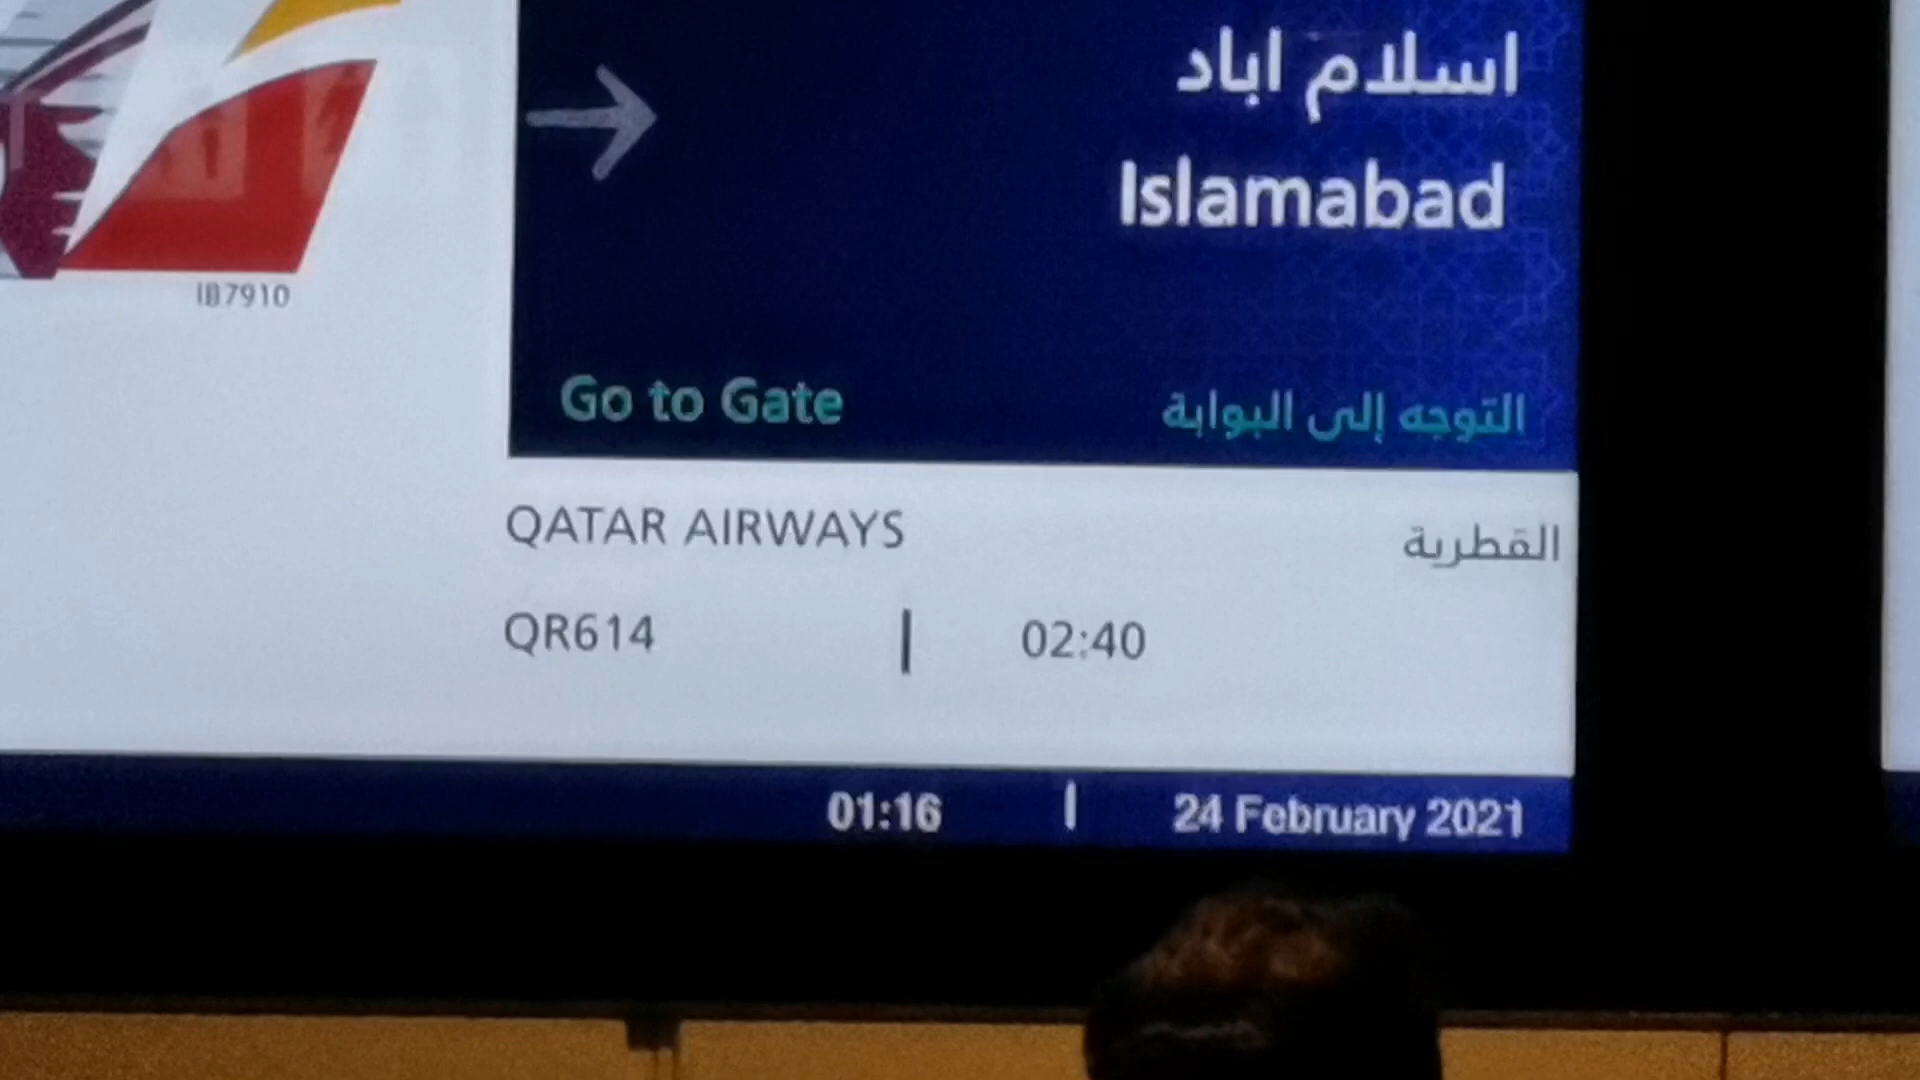 اسلام اباد
Islamabad
IB7910
Go to Gate
التوجه إلى البوابة
QATAR AIRWAYS
القطرية
QR614 | 02:40
01:16 | 24 February 2021